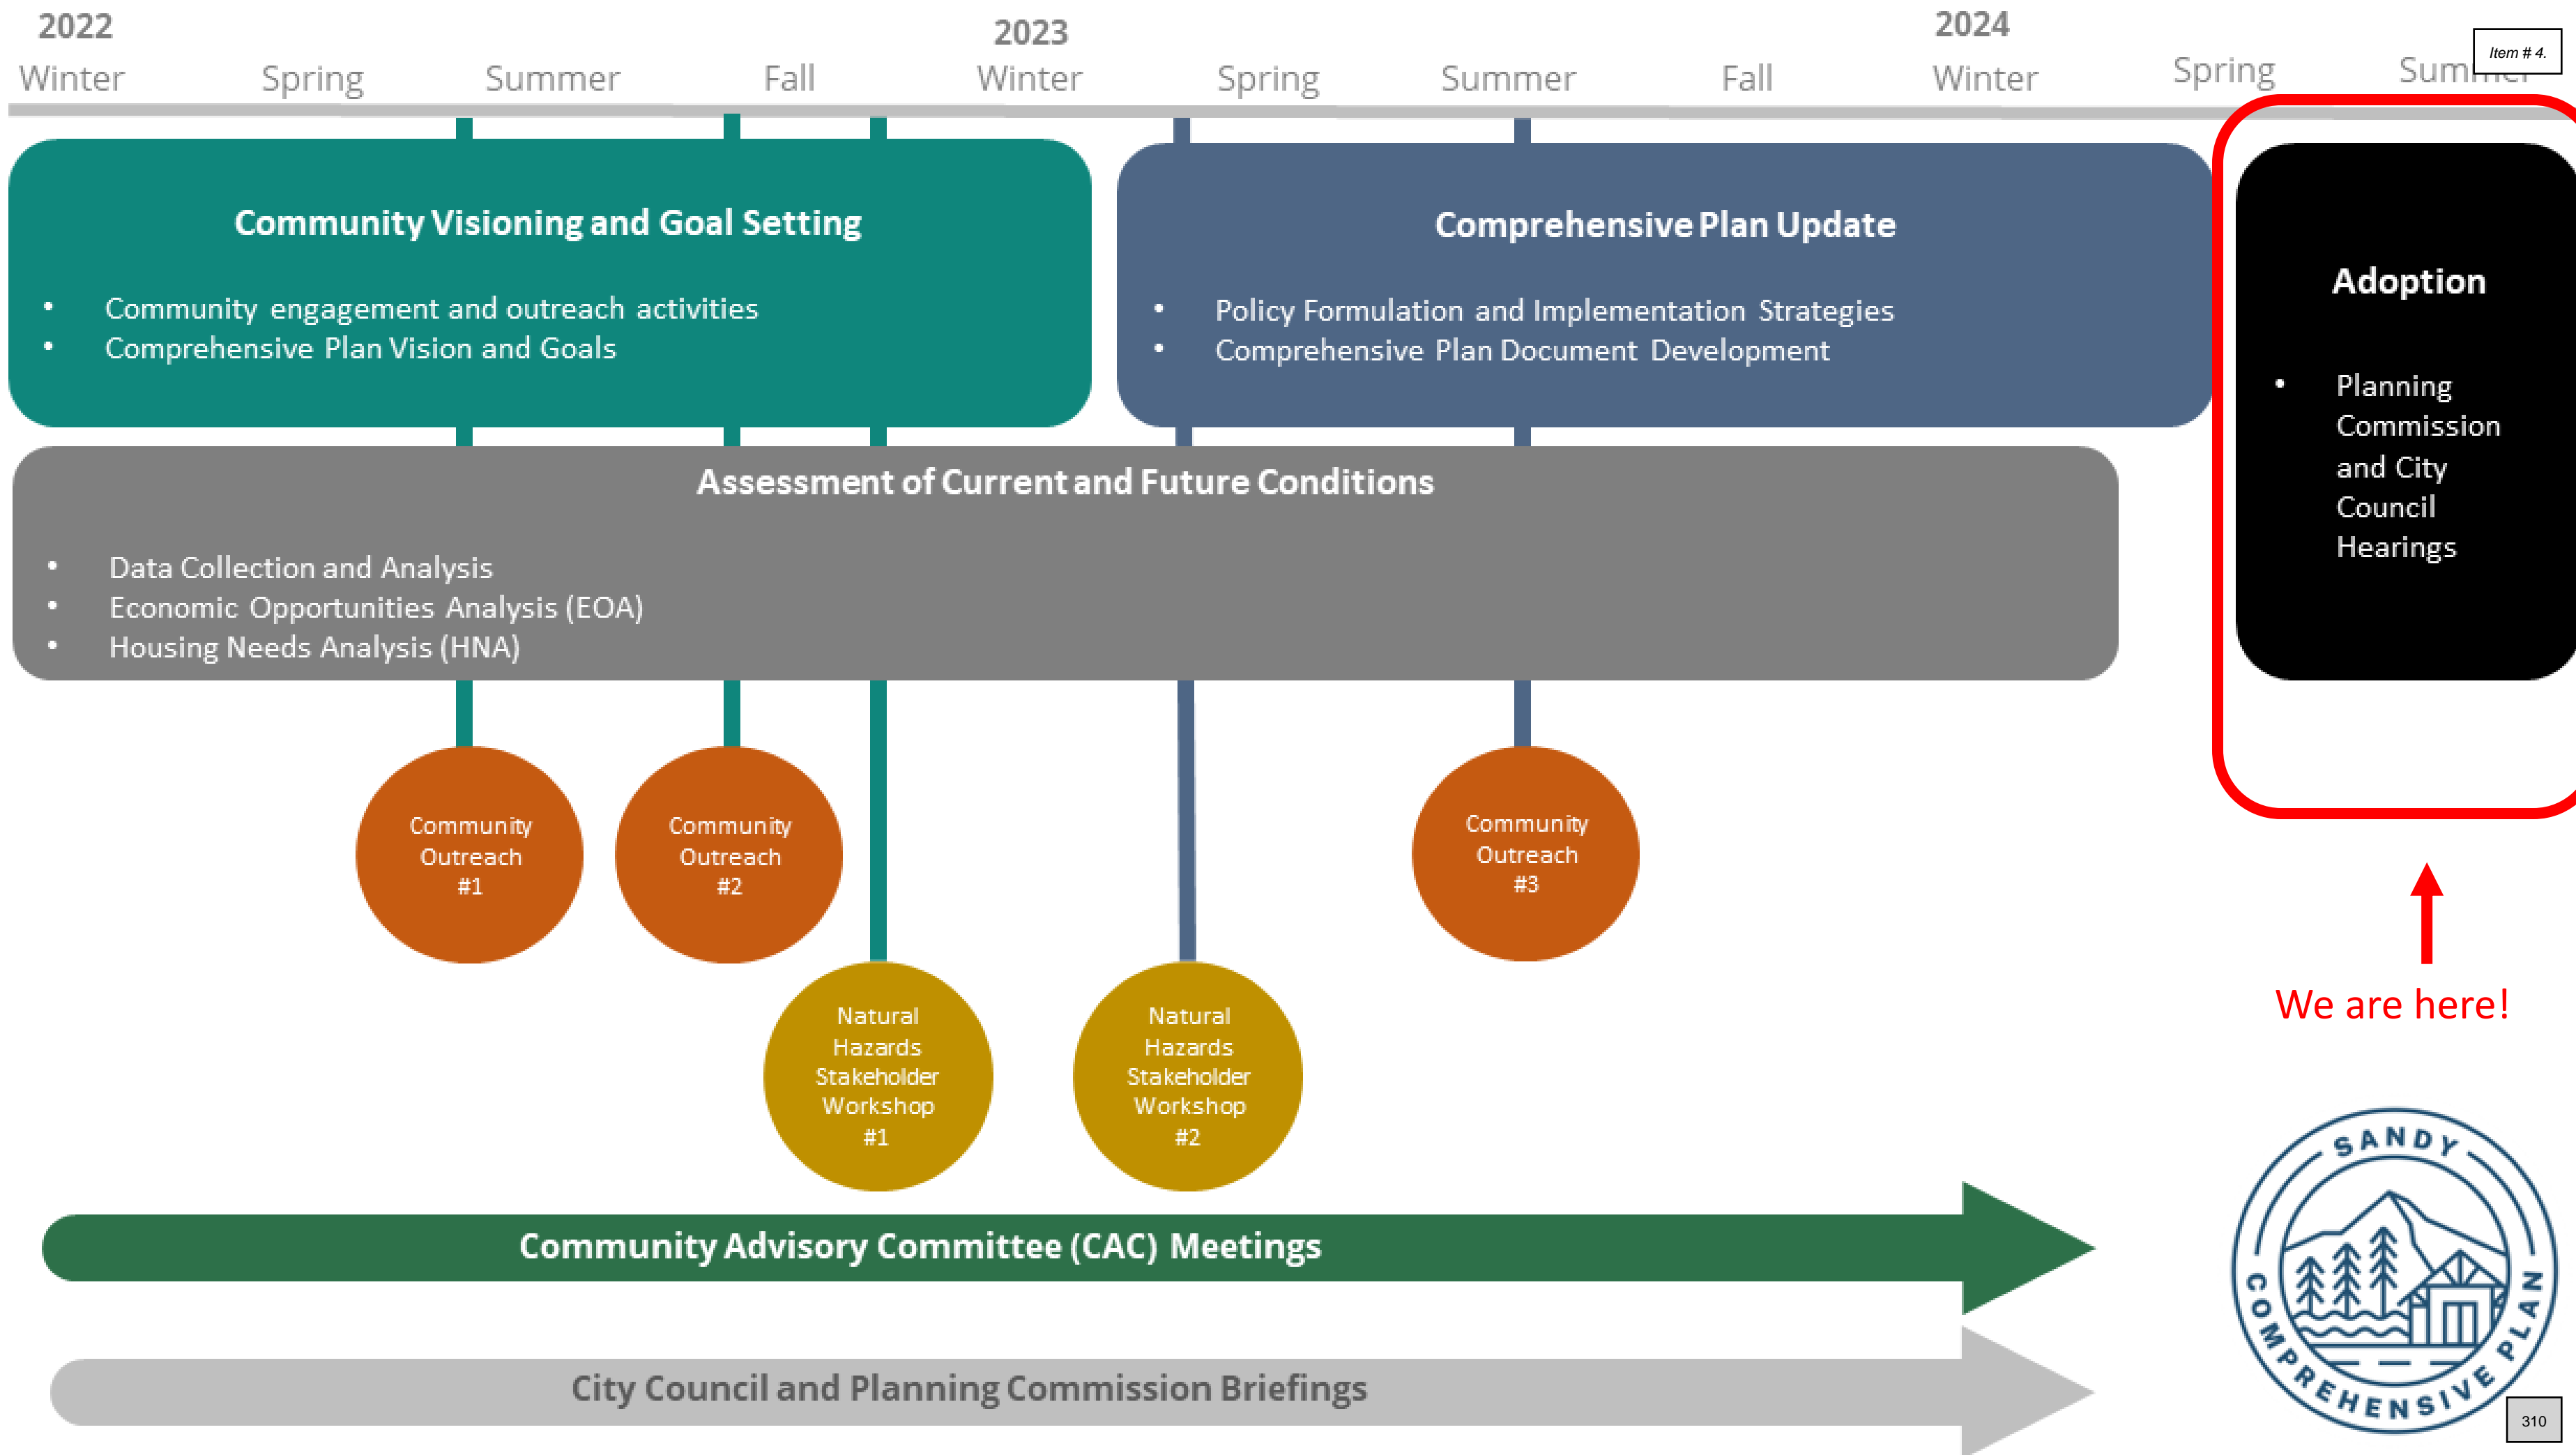 2022
2023
2024
Item # 4.
Winter
Spring
Summer
Fall
Winter
Spring
Summer
Fall
Winter
Spring
Summer
Community Visioning and Goal Setting
• Community engagement and outreach activities
• Comprehensive Plan Vision and Goals
Comprehensive Plan Update
• Policy Formulation and Implementation Strategies
• Comprehensive Plan Document Development
Adoption
• Planning
Commission
and City
Council
Hearings
Assessment of Current and Future Conditions
• Data Collection and Analysis
• Economic Opportunities Analysis (EOA)
• Housing Needs Analysis (HNA)
Community
Outreach
#1
Community
Outreach
#2
Community
Outreach
#3
Natural
Hazards
Stakeholder
Workshop
#1
Natural
Hazards
Stakeholder
Workshop
#2
We are here!
Community Advisory Committee (CAC) Meetings
City Council and Planning Commission Briefings
SANDY
COMPREHENSIVE PLAN
310